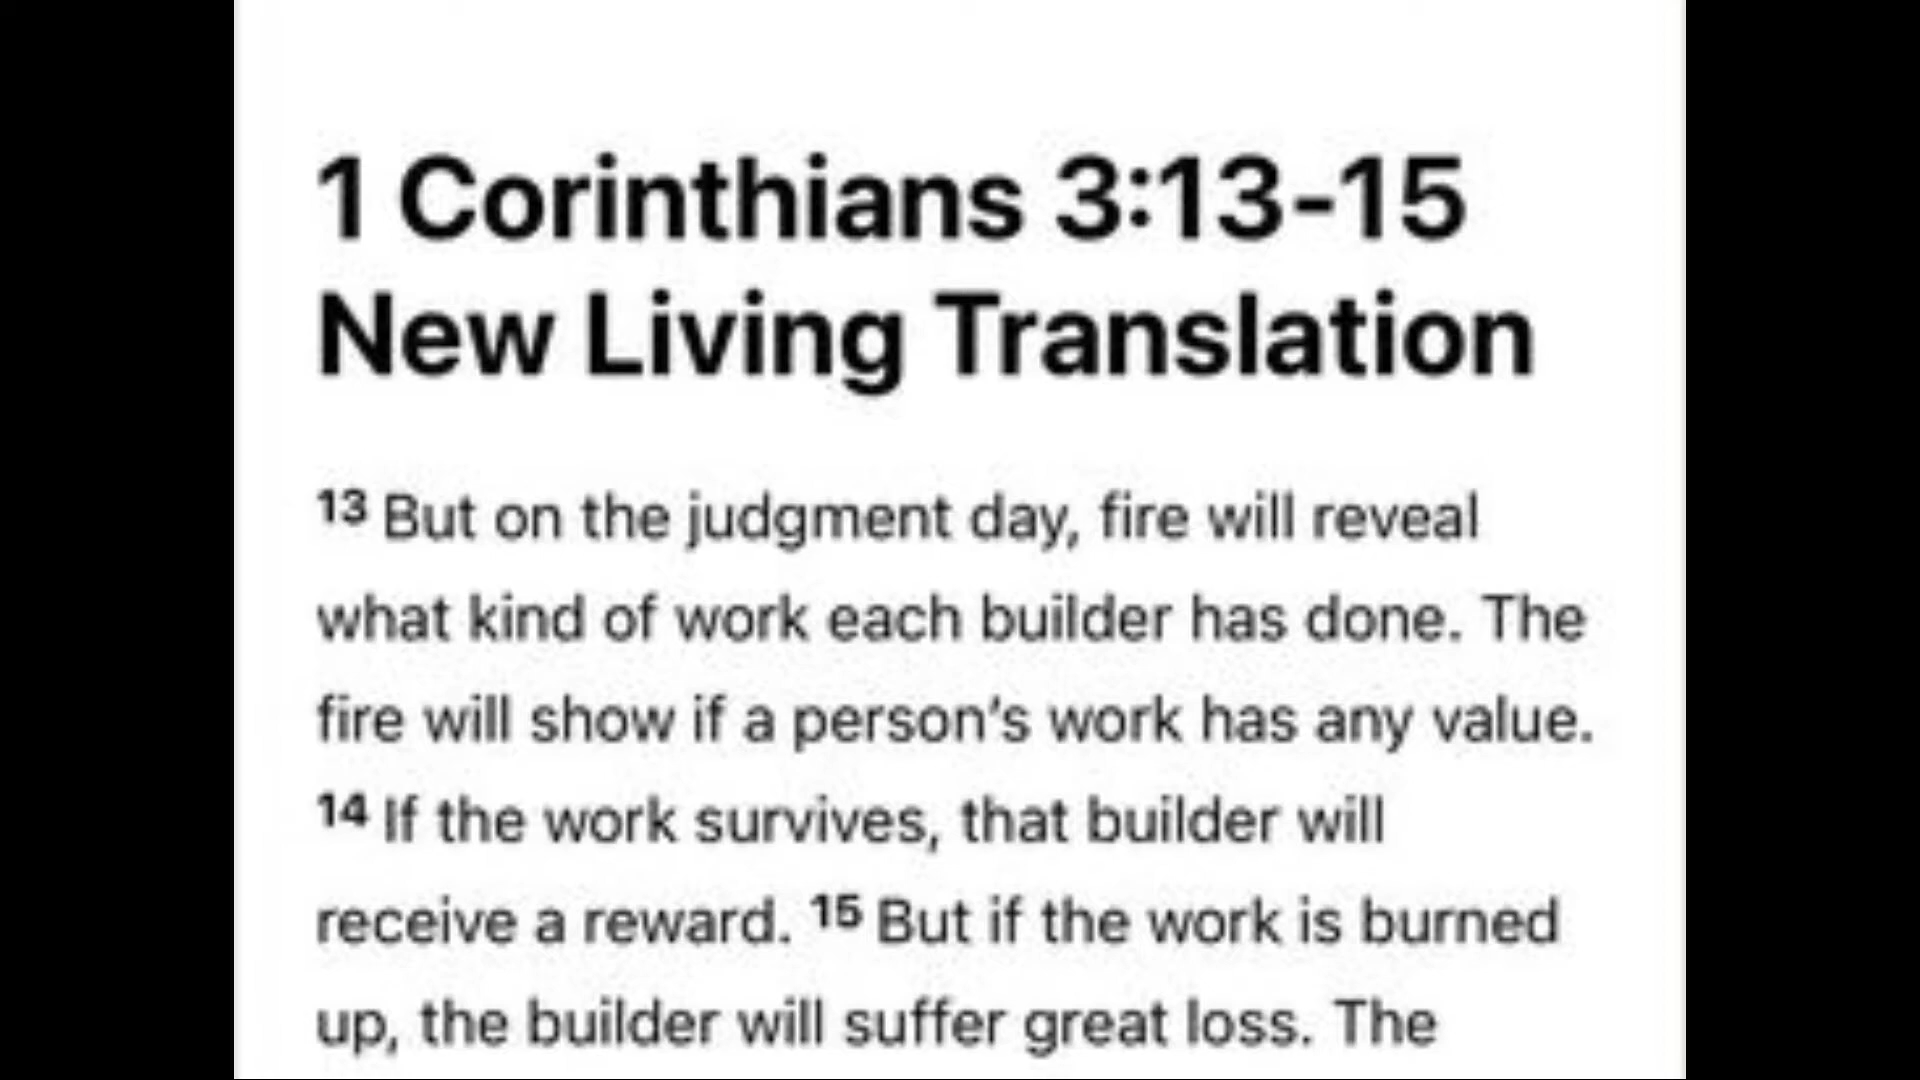 1 Corinthians 3:13-15
New Living Translation
13 But on the judgment day, fire will reveal
what kind of work each builder has done. The
fire will show if a person’s work has any value.
14 If the work survives, that builder will
receive a reward. 15 But if the work is burned
up, the builder will suffer great loss. The